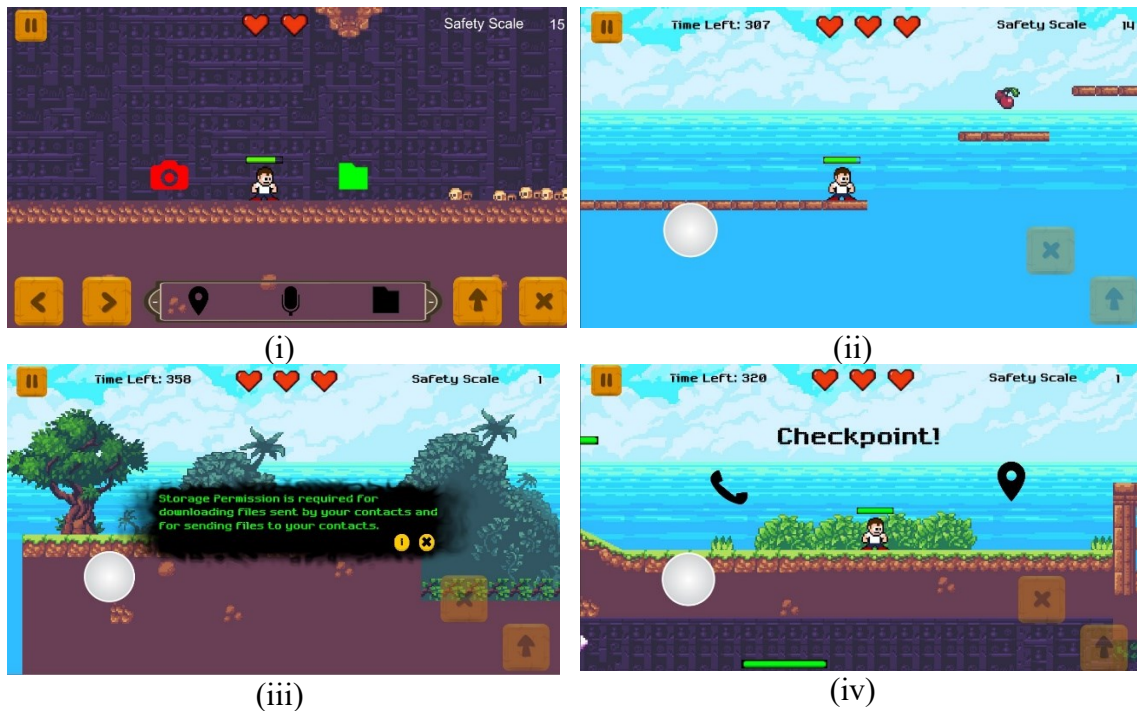 Safety Scale 15
(i)
Time Left: 307 Safety Scale 14
(ii)
Time Left: 358 Safety Scale 1
Storage Permission is required for
downloading files sent by your contacts and
for sending files to your contacts.
(iii)
Time Left: 320 Safety Scale 1
Checkpoint!
(iv)